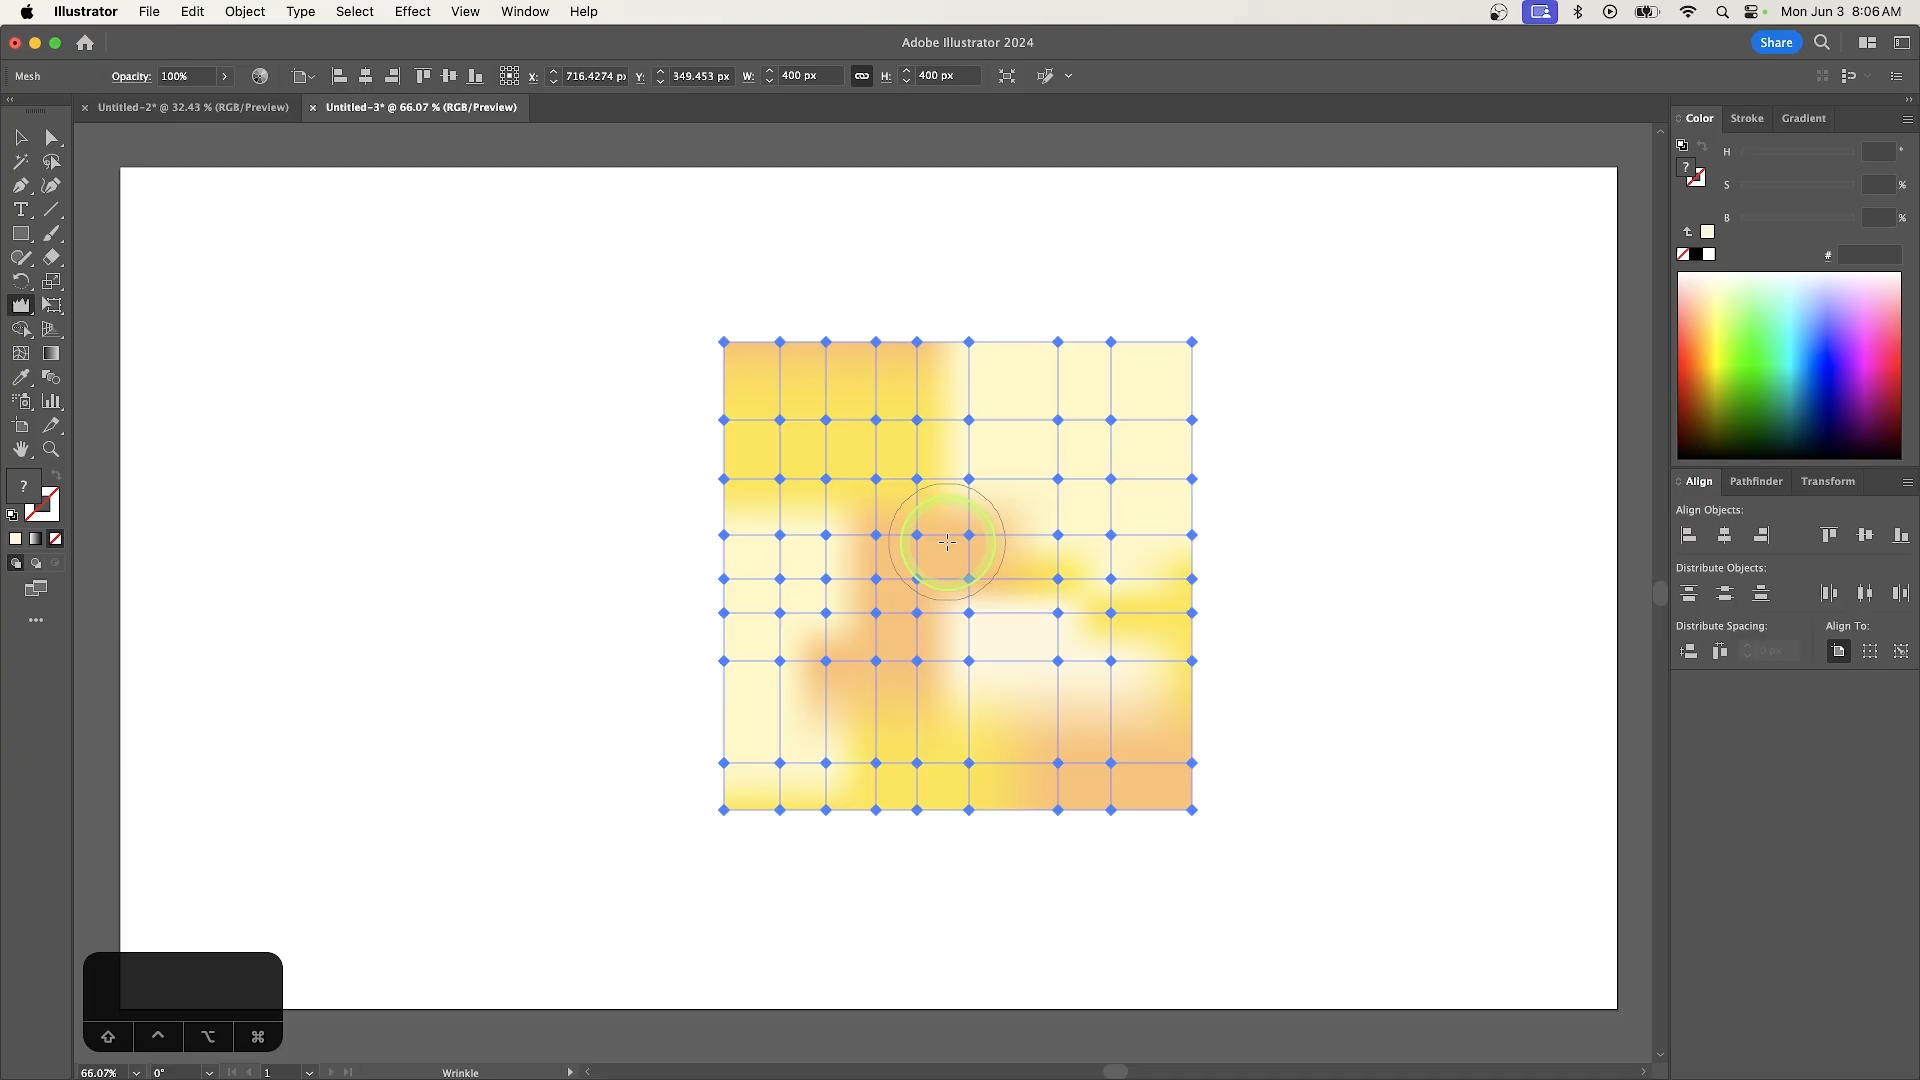 Illustrator File Edit Object Type Select Effect View Window Help Mon Jun 3 8:06 AM
Adobe Illustrator 2024 Share
Mesh Opacity: 100% X: 716.4274 p Y: 349.453 px W: 400 px H: 400 px
Untitled-2* @ 32.43 % (RGB/Preview) Untitled-3* @ 66.07 % (RGB/Preview)
Color Stroke Gradient
H °
?
S %
B %
#
Align Pathfinder Transform
Align Objects:
?
Distribute Objects:
Distribute Spacing: Align To:
0 px
66.07% 0° 1 Wrinkle